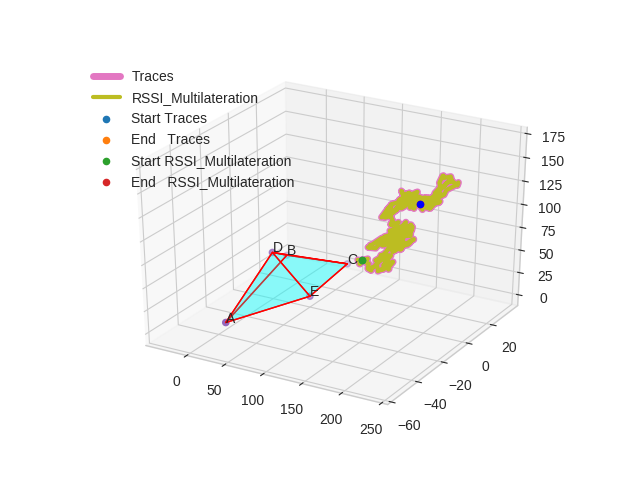 Traces
RSSI_Multilateration
Start Traces
End Traces
Start RSSI_Multilateration
End RSSI_Multilateration
D
B
C
E
A
175
150
125
100
75
50
25
0
20
0
−20
−40
−60
0
50
100
150
200
250